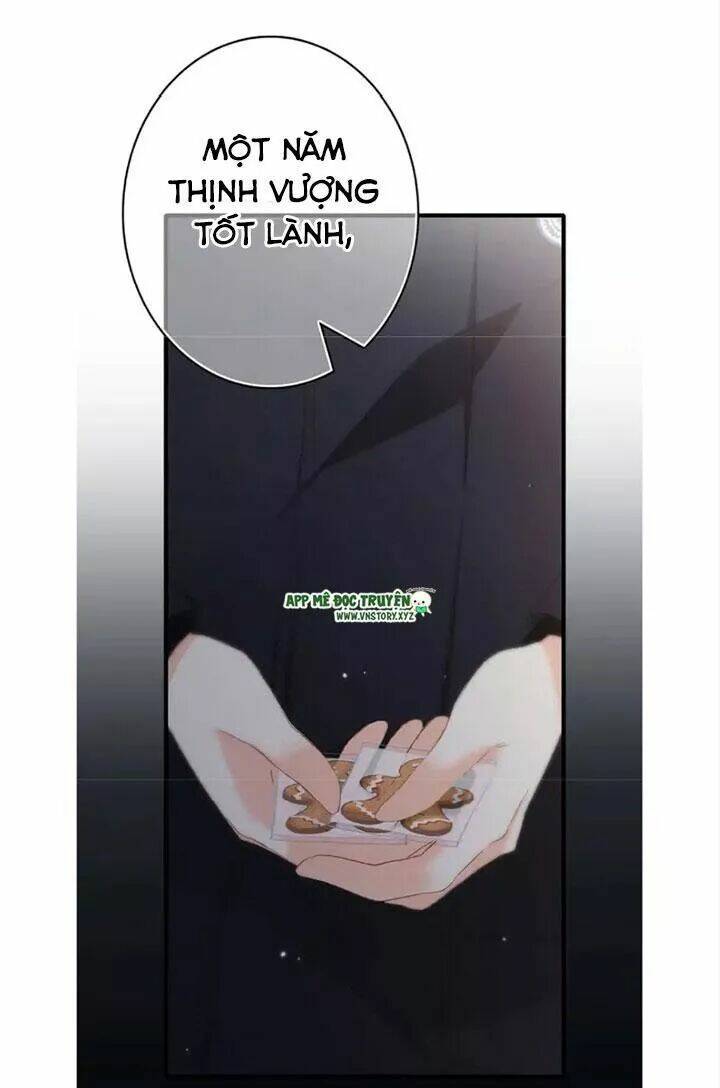 MỘT NĂM
THỊNH VƯỢNG
TỐT LÀNH,
APP MÊ ĐỌC TRUYỆN
WWW.VNSTORY.XYZ